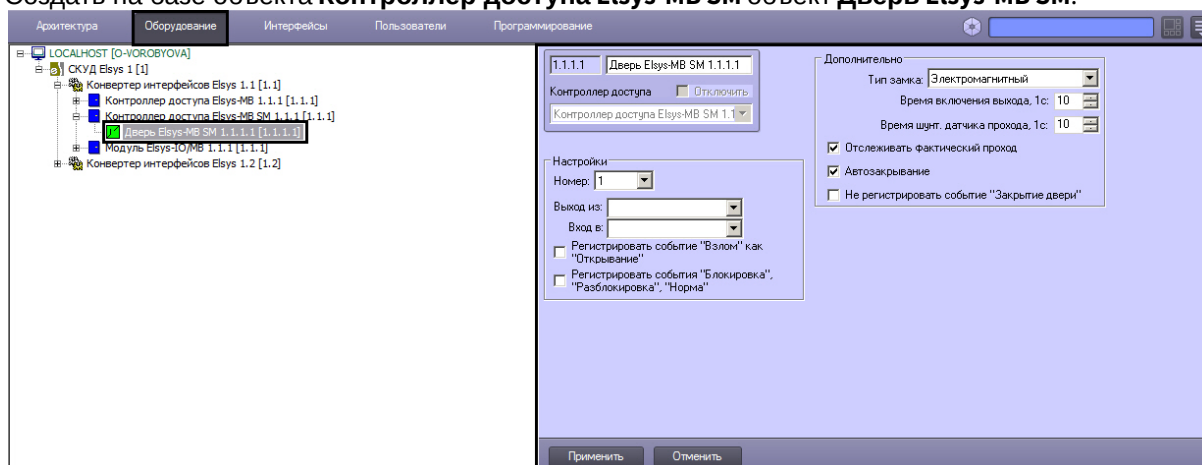 Создать на базе объекта Контроллер доступа Elsys-MB SM объект Дверь Elsys-MB SM.
Архитектура Оборудование Интерфейсы Пользователи Программирование
LOCALHOST [O-VOROBYOVA]
СКУД Elsys 1 [1]
Конвертер интерфейсов Elsys 1.1 [1.1]
Контроллер доступа Elsys-MB 1.1.1 [1.1.1]
Контроллер доступа Elsys-MB SM 1.1.1 [1.1.1]
Дверь Elsys-MB SM 1.1.1.1 [1.1.1.1]
Модуль Elsys-IO/MB 1.1.1 [1.1.1]
Конвертер интерфейсов Elsys 1.2 [1.2]
1.1.1.1 Дверь Elsys-MB SM 1.1.1.1
Контроллер доступа Отключить
Контроллер доступа Elsys-MB SM 1.1
Настройки
Номер: 1
Выход из:
Вход в:
Регистрировать событие "Взлом" как
"Открывание"
Регистрировать события "Блокировка",
"Разблокировка", "Норма"
Дополнительно
Тип замка: Электромагнитный
Время включения выхода, 1с: 10
Время шунт. датчика прохода, 1с: 10
Отслеживать фактический проход
Автозакрывание
Не регистрировать событие "Закрытие двери"
Применить Отменить